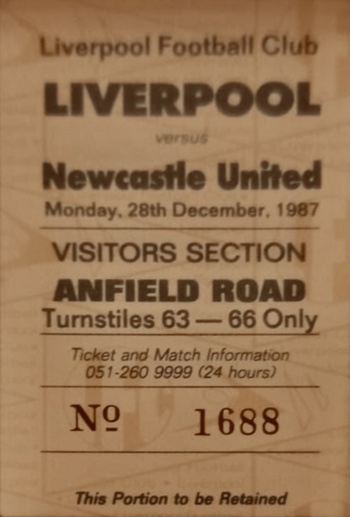 Liverpool Football Club
LIVERPOOL
versus
Newcastle United
Monday, 28th December, 1987
VISITORS SECTION
ANFIELD ROAD
Turnstiles 63 — 66 Only
Ticket and Match Information
051-260 9999 (24 hours)
Nº 1688
This Portion to be Retained